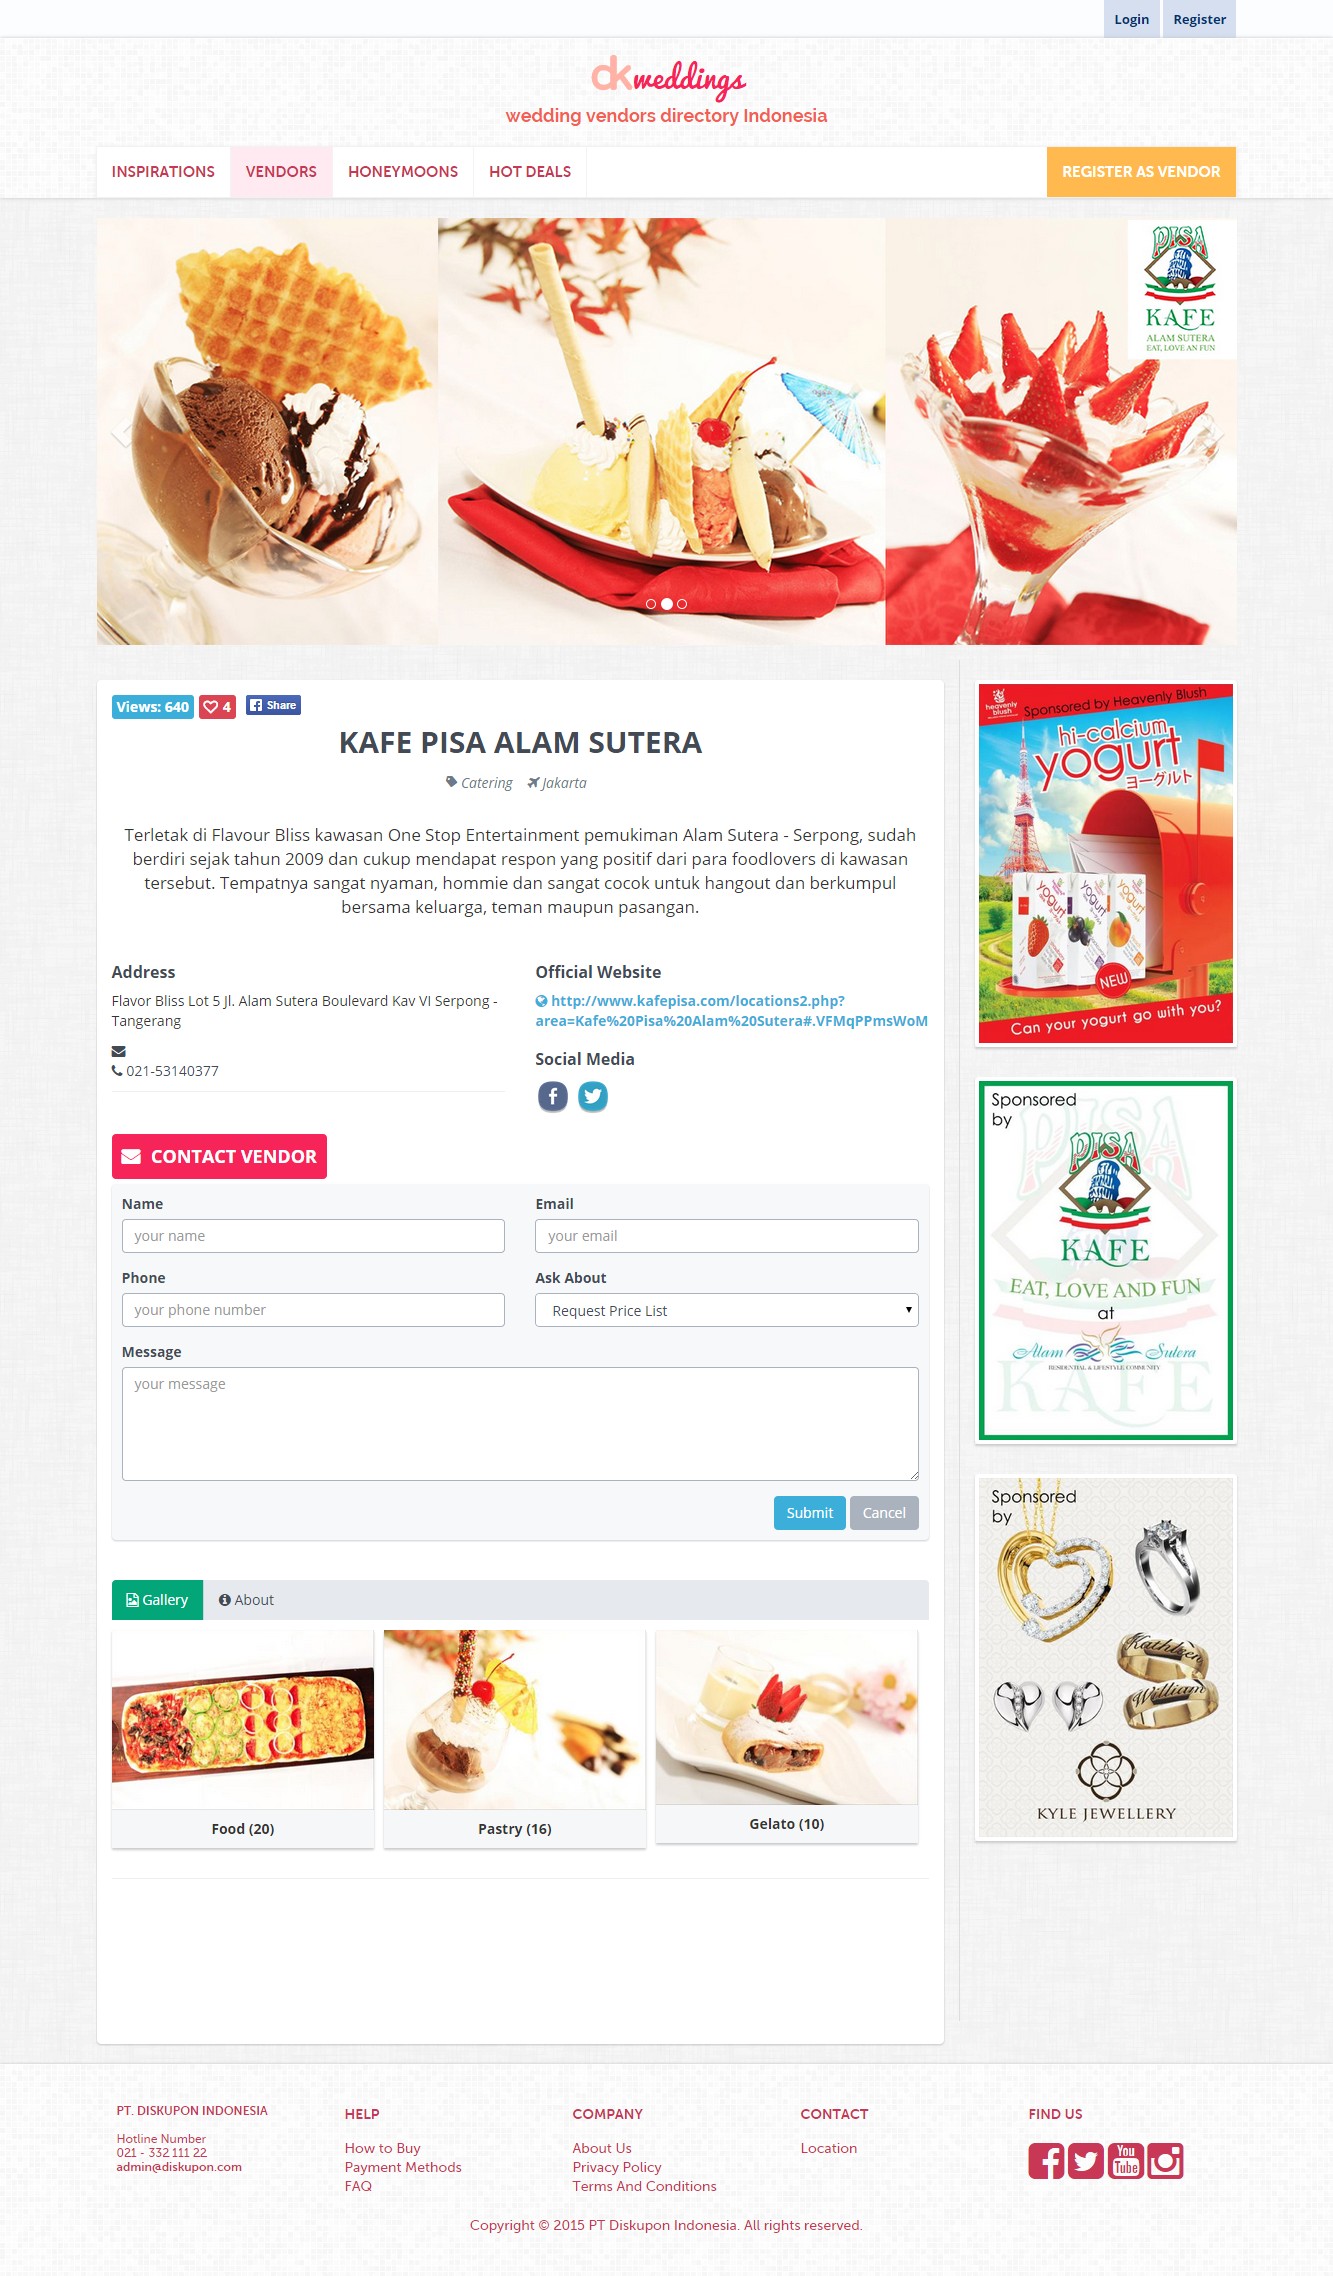 Login
Register
dkweddings
wedding vendors directory Indonesia
INSPIRATIONS
VENDORS
HONEYMOONS
HOT DEALS
REGISTER AS VENDOR
PISA
KAFE
ALAM SUTERA
EAT, LOVE AN FUN
Views: 640
4
Share
KAFE PISA ALAM SUTERA
Catering
Jakarta
Terletak di Flavour Bliss kawasan One Stop Entertainment pemukiman Alam Sutera - Serpong, sudah
berdiri sejak tahun 2009 dan cukup mendapat respon yang positif dari para foodlovers di kawasan
tersebut. Tempatnya sangat nyaman, hommie dan sangat cocok untuk hangout dan berkumpul
bersama keluarga, teman maupun pasangan.
Address
Flavor Bliss Lot 5 Jl. Alam Sutera Boulevard Kav VI Serpong -
Tangerang
021-53140377
Official Website
http://www.kafepisa.com/locations2.php?
area=Kafe%20Pisa%20Alam%20Sutera#.VFMqPPmsWoM
Social Media
CONTACT VENDOR
Name
your name
Email
your email
Phone
your phone number
Ask About
Request Price List
Message
your message
Submit
Cancel
Gallery
About
Food (20)
Pastry (16)
Gelato (10)
heavenly
blush
Sponsored by Heavenly Blush
hi-calcium
yogurt
ヨーグルト
yogurt
yogurt
yogurt
NEW
Can your yogurt go with you?
Sponsored
by
PISA
PISA
KAFE
EAT, LOVE AND FUN
at
Alam Sutera
RESIDENTIAL & LIFESTYLE COMMUNITY
KAFE
Sponsored
by
Kathleen
William
KYLE JEWELLERY
PT. DISKUPON INDONESIA
Hotline Number
021 - 332 111 22
admin@diskupon.com
HELP
How to Buy
Payment Methods
FAQ
COMPANY
About Us
Privacy Policy
Terms And Conditions
CONTACT
Location
FIND US
You
Tube
Copyright © 2015 PT Diskupon Indonesia. All rights reserved.